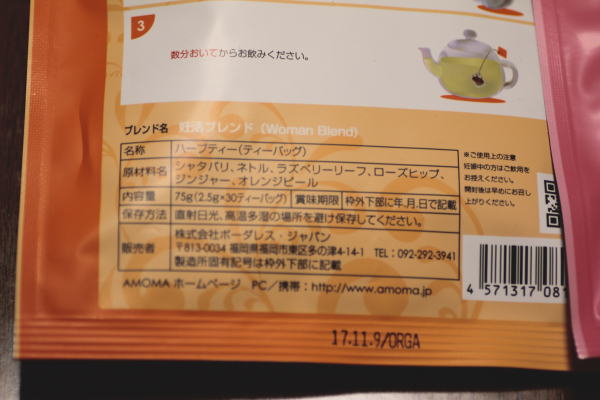 3
数分おいてからお飲みください。
ブレンド名 妊活ブレンド (Woman Blend)
名称 ハーブティー(ティーバッグ)
原材料名 シャタバリ、ネトル、ラズベリーリーフ、ローズヒップ、
ジンジャー、オレンジピール
内容量 75g(2.5g×30ティーバッグ) 賞味期限 枠外下部に年.月.日で記載
保存方法 直射日光、高温多湿の場所を避け保存してください。
販売者 株式会社ボーダレス・ジャパン
〒813-0034 福岡県福岡市東区多の津4-14-1 TEL:092-292-3941
製造所固有記号は枠外下部に記載
AMOMA ホームページ PC/携帯:http://www.amoma.jp
※ご使用上の注意
妊娠中の方はご飲用を
お控えください。
開封後は早めにお召し
上がりください。
4 571317 081
17.11.9/ORGA